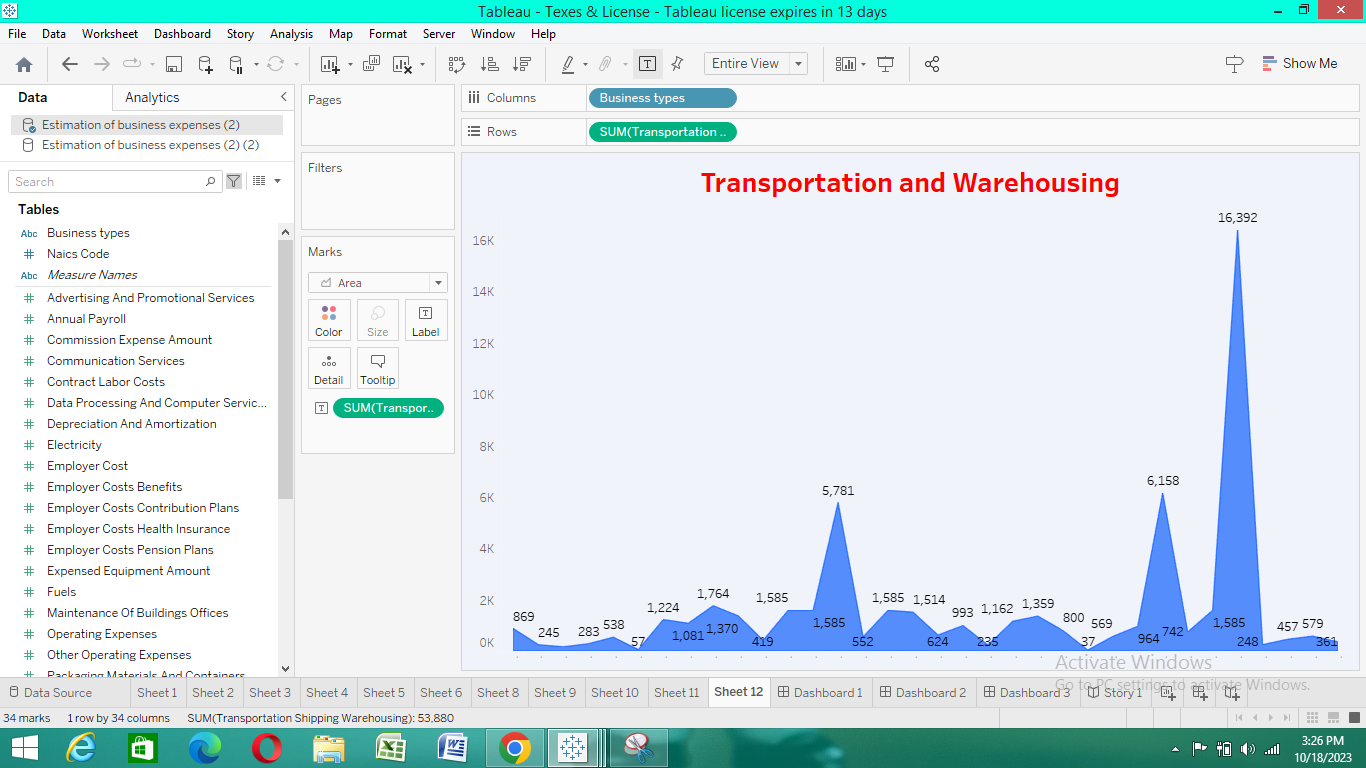 Tableau - Texes & License - Tableau license expires in 13 days
File Data Worksheet Dashboard Story Analysis Map Format Server Window Help
Entire View
Show Me
Data Analytics
Pages
Columns Business types
Estimation of business expenses (2)
Estimation of business expenses (2) (2)
Rows SUM(Transportation ..
Filters
Search
Tables
Abc Business types
# Naics Code
Abc Measure Names
# Advertising And Promotional Services
# Annual Payroll
# Commission Expense Amount
# Communication Services
# Contract Labor Costs
# Data Processing And Computer Servic...
# Depreciation And Amortization
# Electricity
# Employer Cost
# Employer Costs Benefits
# Employer Costs Contribution Plans
# Employer Costs Health Insurance
# Employer Costs Pension Plans
# Expensed Equipment Amount
# Fuels
# Maintenance Of Buildings Offices
# Operating Expenses
# Other Operating Expenses
# Packaging Materials And Containers
Marks
Area
Color Size Label
Detail Tooltip
SUM(Transpor..
Transportation and Warehousing
16,392
16K
14K
12K
10K
8K
6K
4K
2K
0K
5,781
6,158
869 245 283 538 57 1,224 1,081 1,764 1,370 1,585 419 1,585 552 1,585 1,514 624 993 235 1,162 1,359 800 37 569 964 742 1,585 248 457 579 361
Activate Windows
Go to PC settings to activate Windows.
Data Source Sheet 1 Sheet 2 Sheet 3 Sheet 4 Sheet 5 Sheet 6 Sheet 8 Sheet 9 Sheet 10 Sheet 11 Sheet 12 Dashboard 1 Dashboard 2 Dashboard 3 Story 1
34 marks 1 row by 34 columns SUM(Transportation Shipping Warehousing): 53,880
3:26 PM
10/18/2023